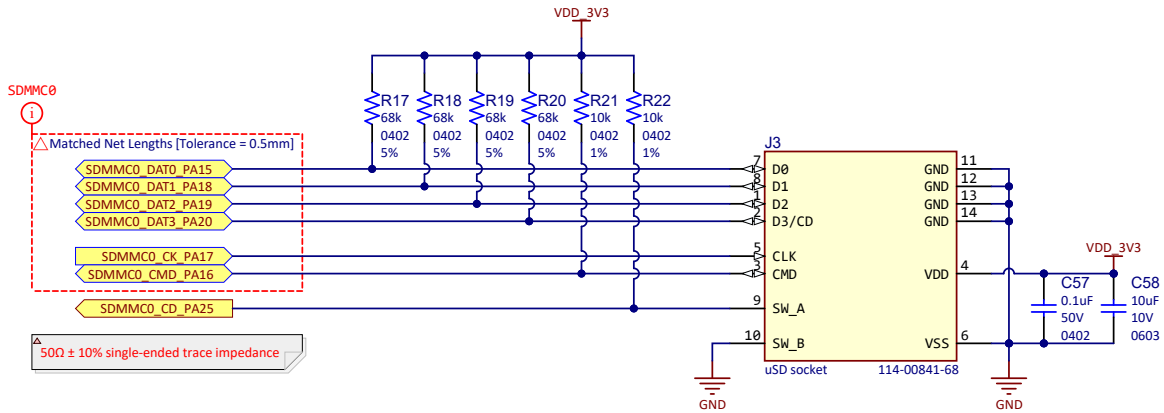 VDD_3V3
SDMMC0
i
R17
68k
0402
5%
R18
68k
0402
5%
R19
68k
0402
5%
R20
68k
0402
5%
R21
10k
0402
1%
R22
10k
0402
1%
Matched Net Lengths [Tolerance = 0.5mm]
SDMMC0_DAT0_PA15
SDMMC0_DAT1_PA18
SDMMC0_DAT2_PA19
SDMMC0_DAT3_PA20
SDMMC0_CK_PA17
SDMMC0_CMD_PA16
SDMMC0_CD_PA25
50Ω ± 10% single-ended trace impedance
J3
7 D0 GND 11
8 D1 GND 12
1 D2 GND 13
2 D3/CD GND 14
5 CLK
3 CMD VDD 4
9 SW_A
10 SW_B VSS 6
uSD socket 114-00841-68
GND
VDD_3V3
C57
0.1uF
50V
0402
C58
10uF
10V
0603
GND